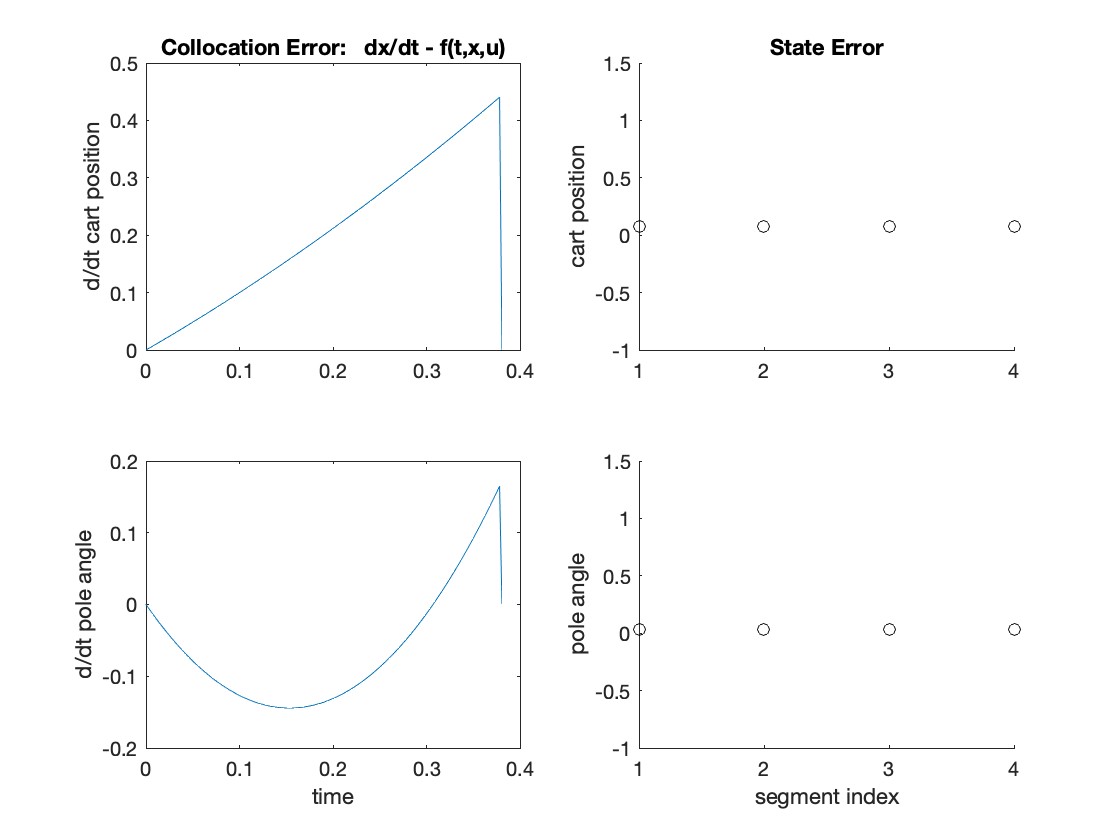 Collocation Error:   dx/dt - f(t,x,u)
d/dt cart position
0.5
0.4
0.3
0.2
0.1
0
0 0.1 0.2 0.3 0.4
State Error
cart position
1.5
1
0.5
0
-0.5
-1
1 2 3 4
d/dt pole angle
0.2
0.1
0
-0.1
-0.2
0 0.1 0.2 0.3 0.4
time
pole angle
1.5
1
0.5
0
-0.5
-1
1 2 3 4
segment index